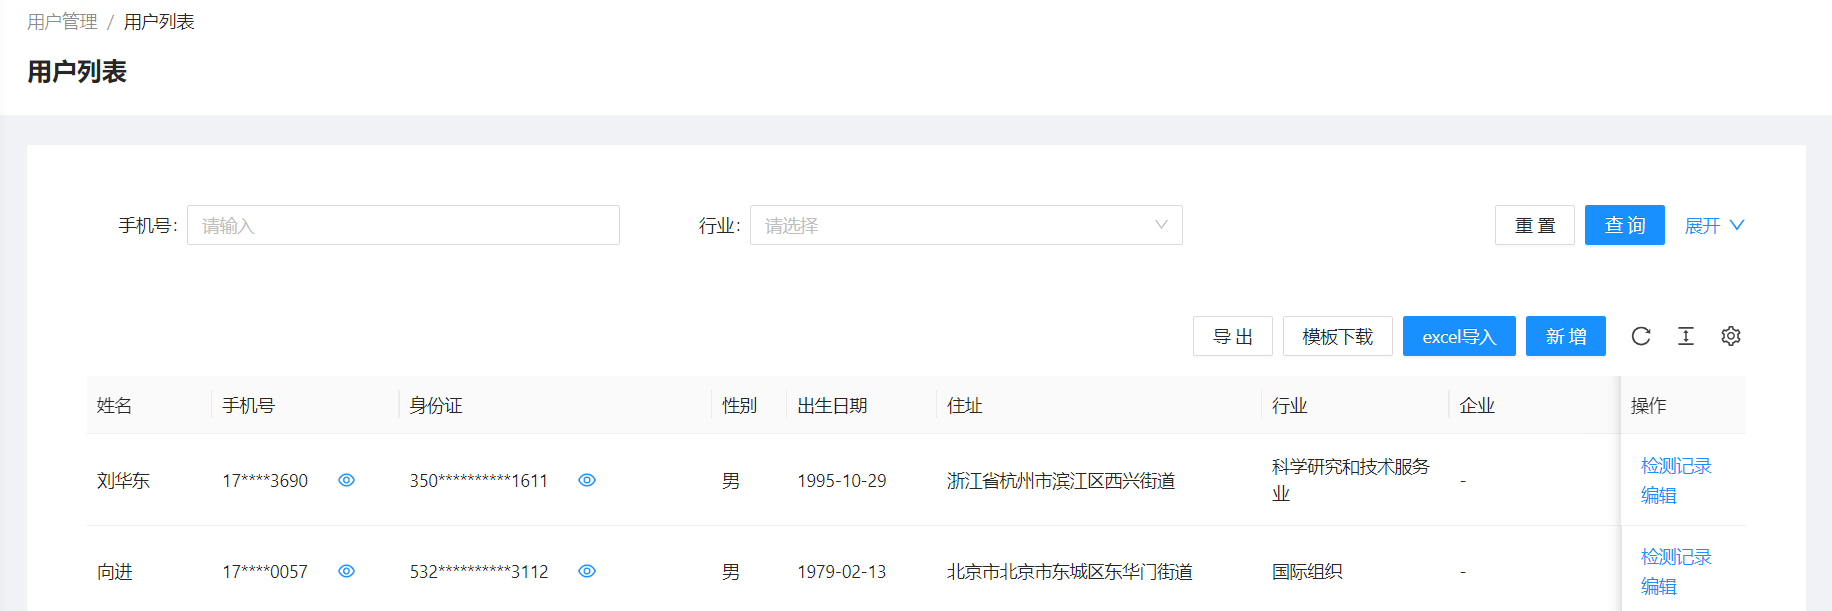 用户管理 / 用户列表
用户列表
手机号: 请输入 行业: 请选择 重 置 查 询 展开
导 出 模板下载 excel导入 新 增
姓名 手机号 身份证 性别 出生日期 住址 行业 企业 操作
刘华东 17****3690 350**********1611 男 1995-10-29 浙江省杭州市滨江区西兴街道 科学研究和技术服务业 - 检测记录
编辑
向进 17****0057 532**********3112 男 1979-02-13 北京市北京市东城区东华门街道 国际组织 - 检测记录
编辑